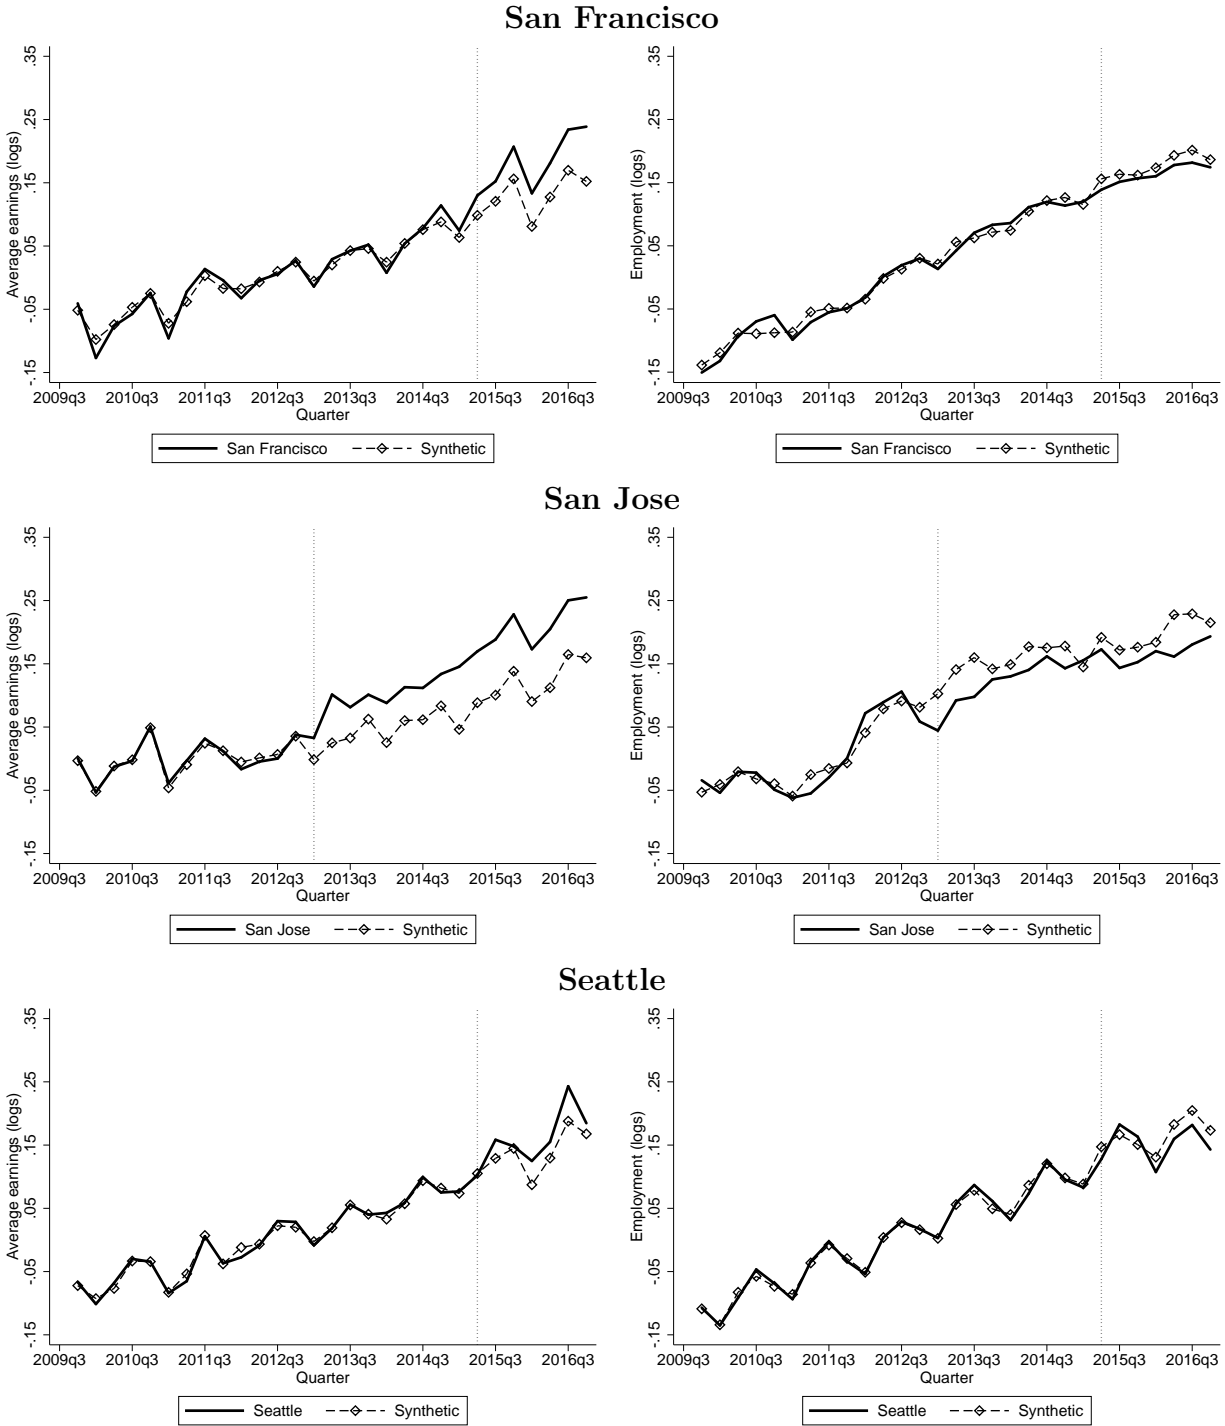 San Francisco
Average earnings (logs)
.35
.25
.15
.05
-.05
-.15
2009q3 2010q3 2011q3 2012q3 2013q3 2014q3 2015q3 2016q3
Quarter
San Francisco Synthetic
Employment (logs)
.35
.25
.15
.05
-.05
-.15
2009q3 2010q3 2011q3 2012q3 2013q3 2014q3 2015q3 2016q3
Quarter
San Francisco Synthetic
San Jose
Average earnings (logs)
.35
.25
.15
.05
-.05
-.15
2009q3 2010q3 2011q3 2012q3 2013q3 2014q3 2015q3 2016q3
Quarter
San Jose Synthetic
Employment (logs)
.35
.25
.15
.05
-.05
-.15
2009q3 2010q3 2011q3 2012q3 2013q3 2014q3 2015q3 2016q3
Quarter
San Jose Synthetic
Seattle
Average earnings (logs)
.35
.25
.15
.05
-.05
-.15
2009q3 2010q3 2011q3 2012q3 2013q3 2014q3 2015q3 2016q3
Quarter
Seattle Synthetic
Employment (logs)
.35
.25
.15
.05
-.05
-.15
2009q3 2010q3 2011q3 2012q3 2013q3 2014q3 2015q3 2016q3
Quarter
Seattle Synthetic